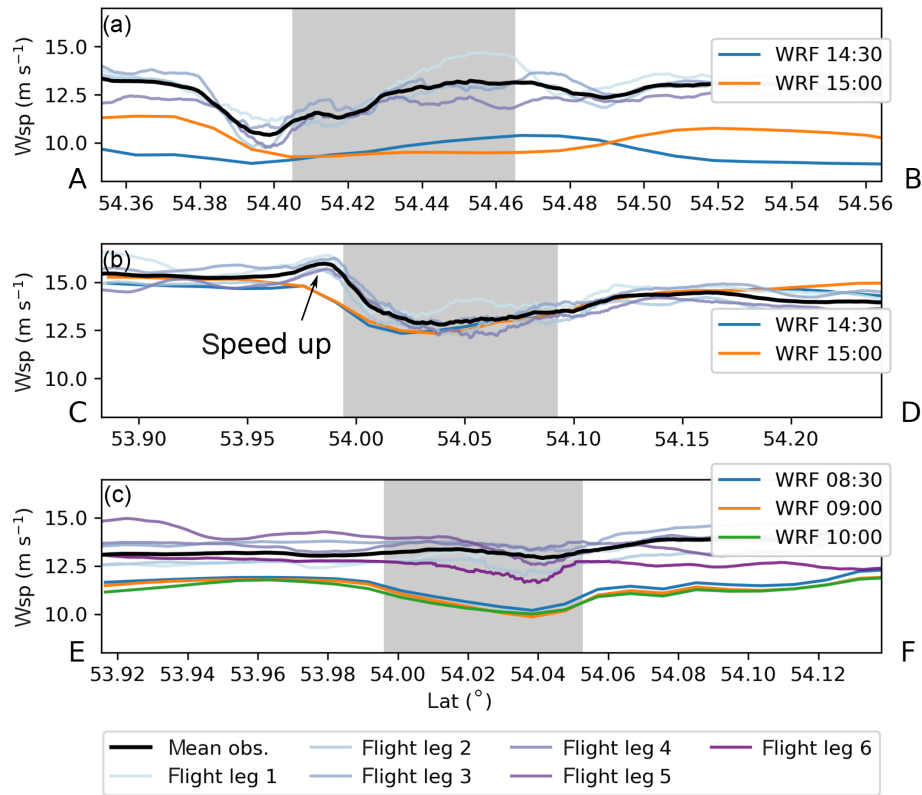 (a)
Wsp (m s⁻¹)
15.0
12.5
10.0
WRF 14:30
WRF 15:00
A
B
54.36 54.38 54.40 54.42 54.44 54.46 54.48 54.50 54.52 54.54 54.56
(b)
Wsp (m s⁻¹)
15.0
12.5
10.0
Speed up
WRF 14:30
WRF 15:00
C
D
53.90 53.95 54.00 54.05 54.10 54.15 54.20
(c)
Wsp (m s⁻¹)
15.0
12.5
10.0
WRF 08:30
WRF 09:00
WRF 10:00
E
F
53.92 53.94 53.96 53.98 54.00 54.02 54.04 54.06 54.08 54.10 54.12
Lat (°)
Mean obs. Flight leg 2 Flight leg 4 Flight leg 6
Flight leg 1 Flight leg 3 Flight leg 5